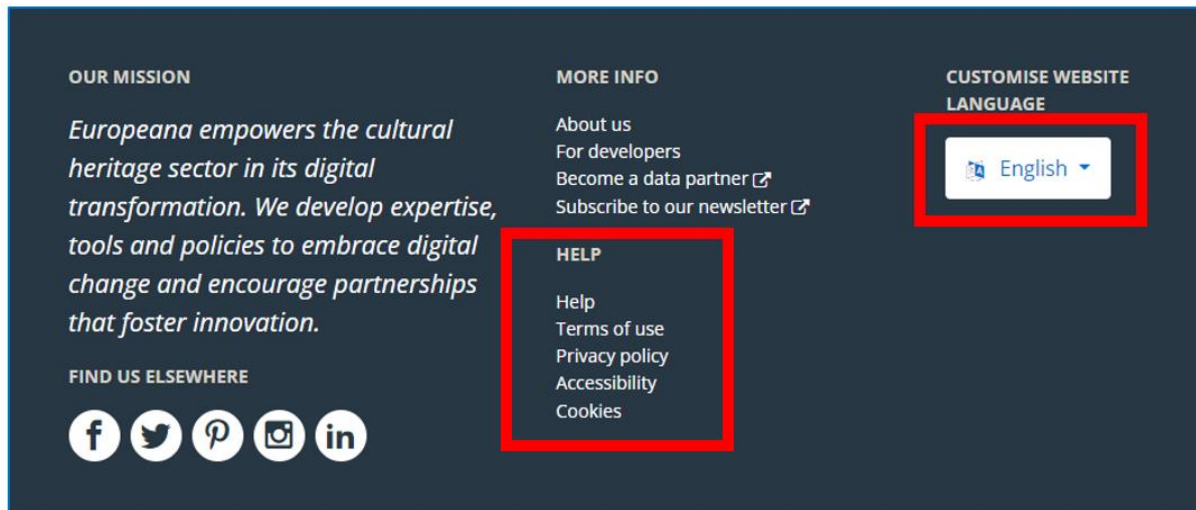 OUR MISSION
Europeana empowers the cultural
heritage sector in its digital
transformation. We develop expertise,
tools and policies to embrace digital
change and encourage partnerships
that foster innovation.
FIND US ELSEWHERE
MORE INFO
About us
For developers
Become a data partner
Subscribe to our newsletter
HELP
Help
Terms of use
Privacy policy
Accessibility
Cookies
CUSTOMISE WEBSITE
LANGUAGE
English